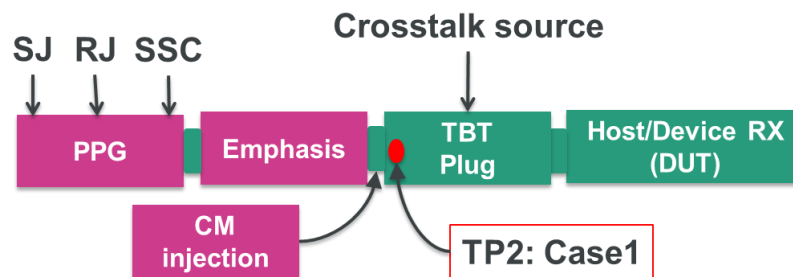 Crosstalk source
SJ RJ SSC
PPG
Emphasis
TBT
Plug
Host/Device RX
(DUT)
CM
injection
TP2: Case1